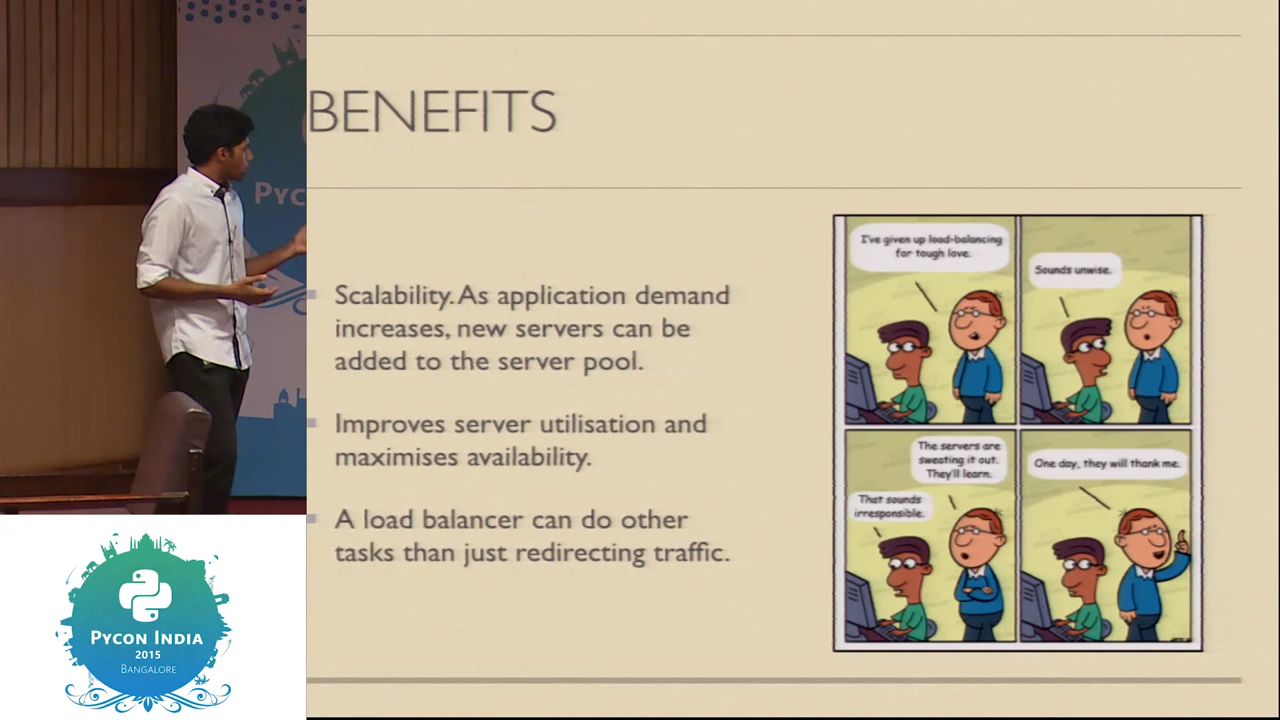 BENEFITS
Scalability. As application demand
increases, new servers can be
added to the server pool.
Improves server utilisation and
maximises availability.
A load balancer can do other
tasks than just redirecting traffic.
I've given up load-balancing
for tough love.
Sounds unwise.
The servers are
sweating it out.
They'll learn.
That sounds
irresponsible.
One day, they will thank me.
PYC
PYCON INDIA
2015
BANGALORE